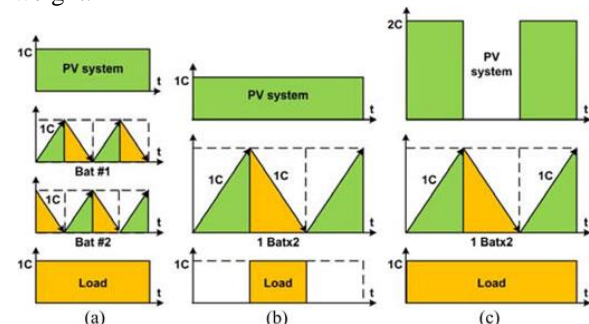 1C
PV system
t
1C
t
Bat #1
1C
t
Bat #2
1C
Load
t
(a)
1C
PV system
t
1C
1C
1C
t
1 Batx2
1C
Load
t
(b)
2C
PV
system
t
1C
1C
t
1 Batx2
1C
Load
t
(c)